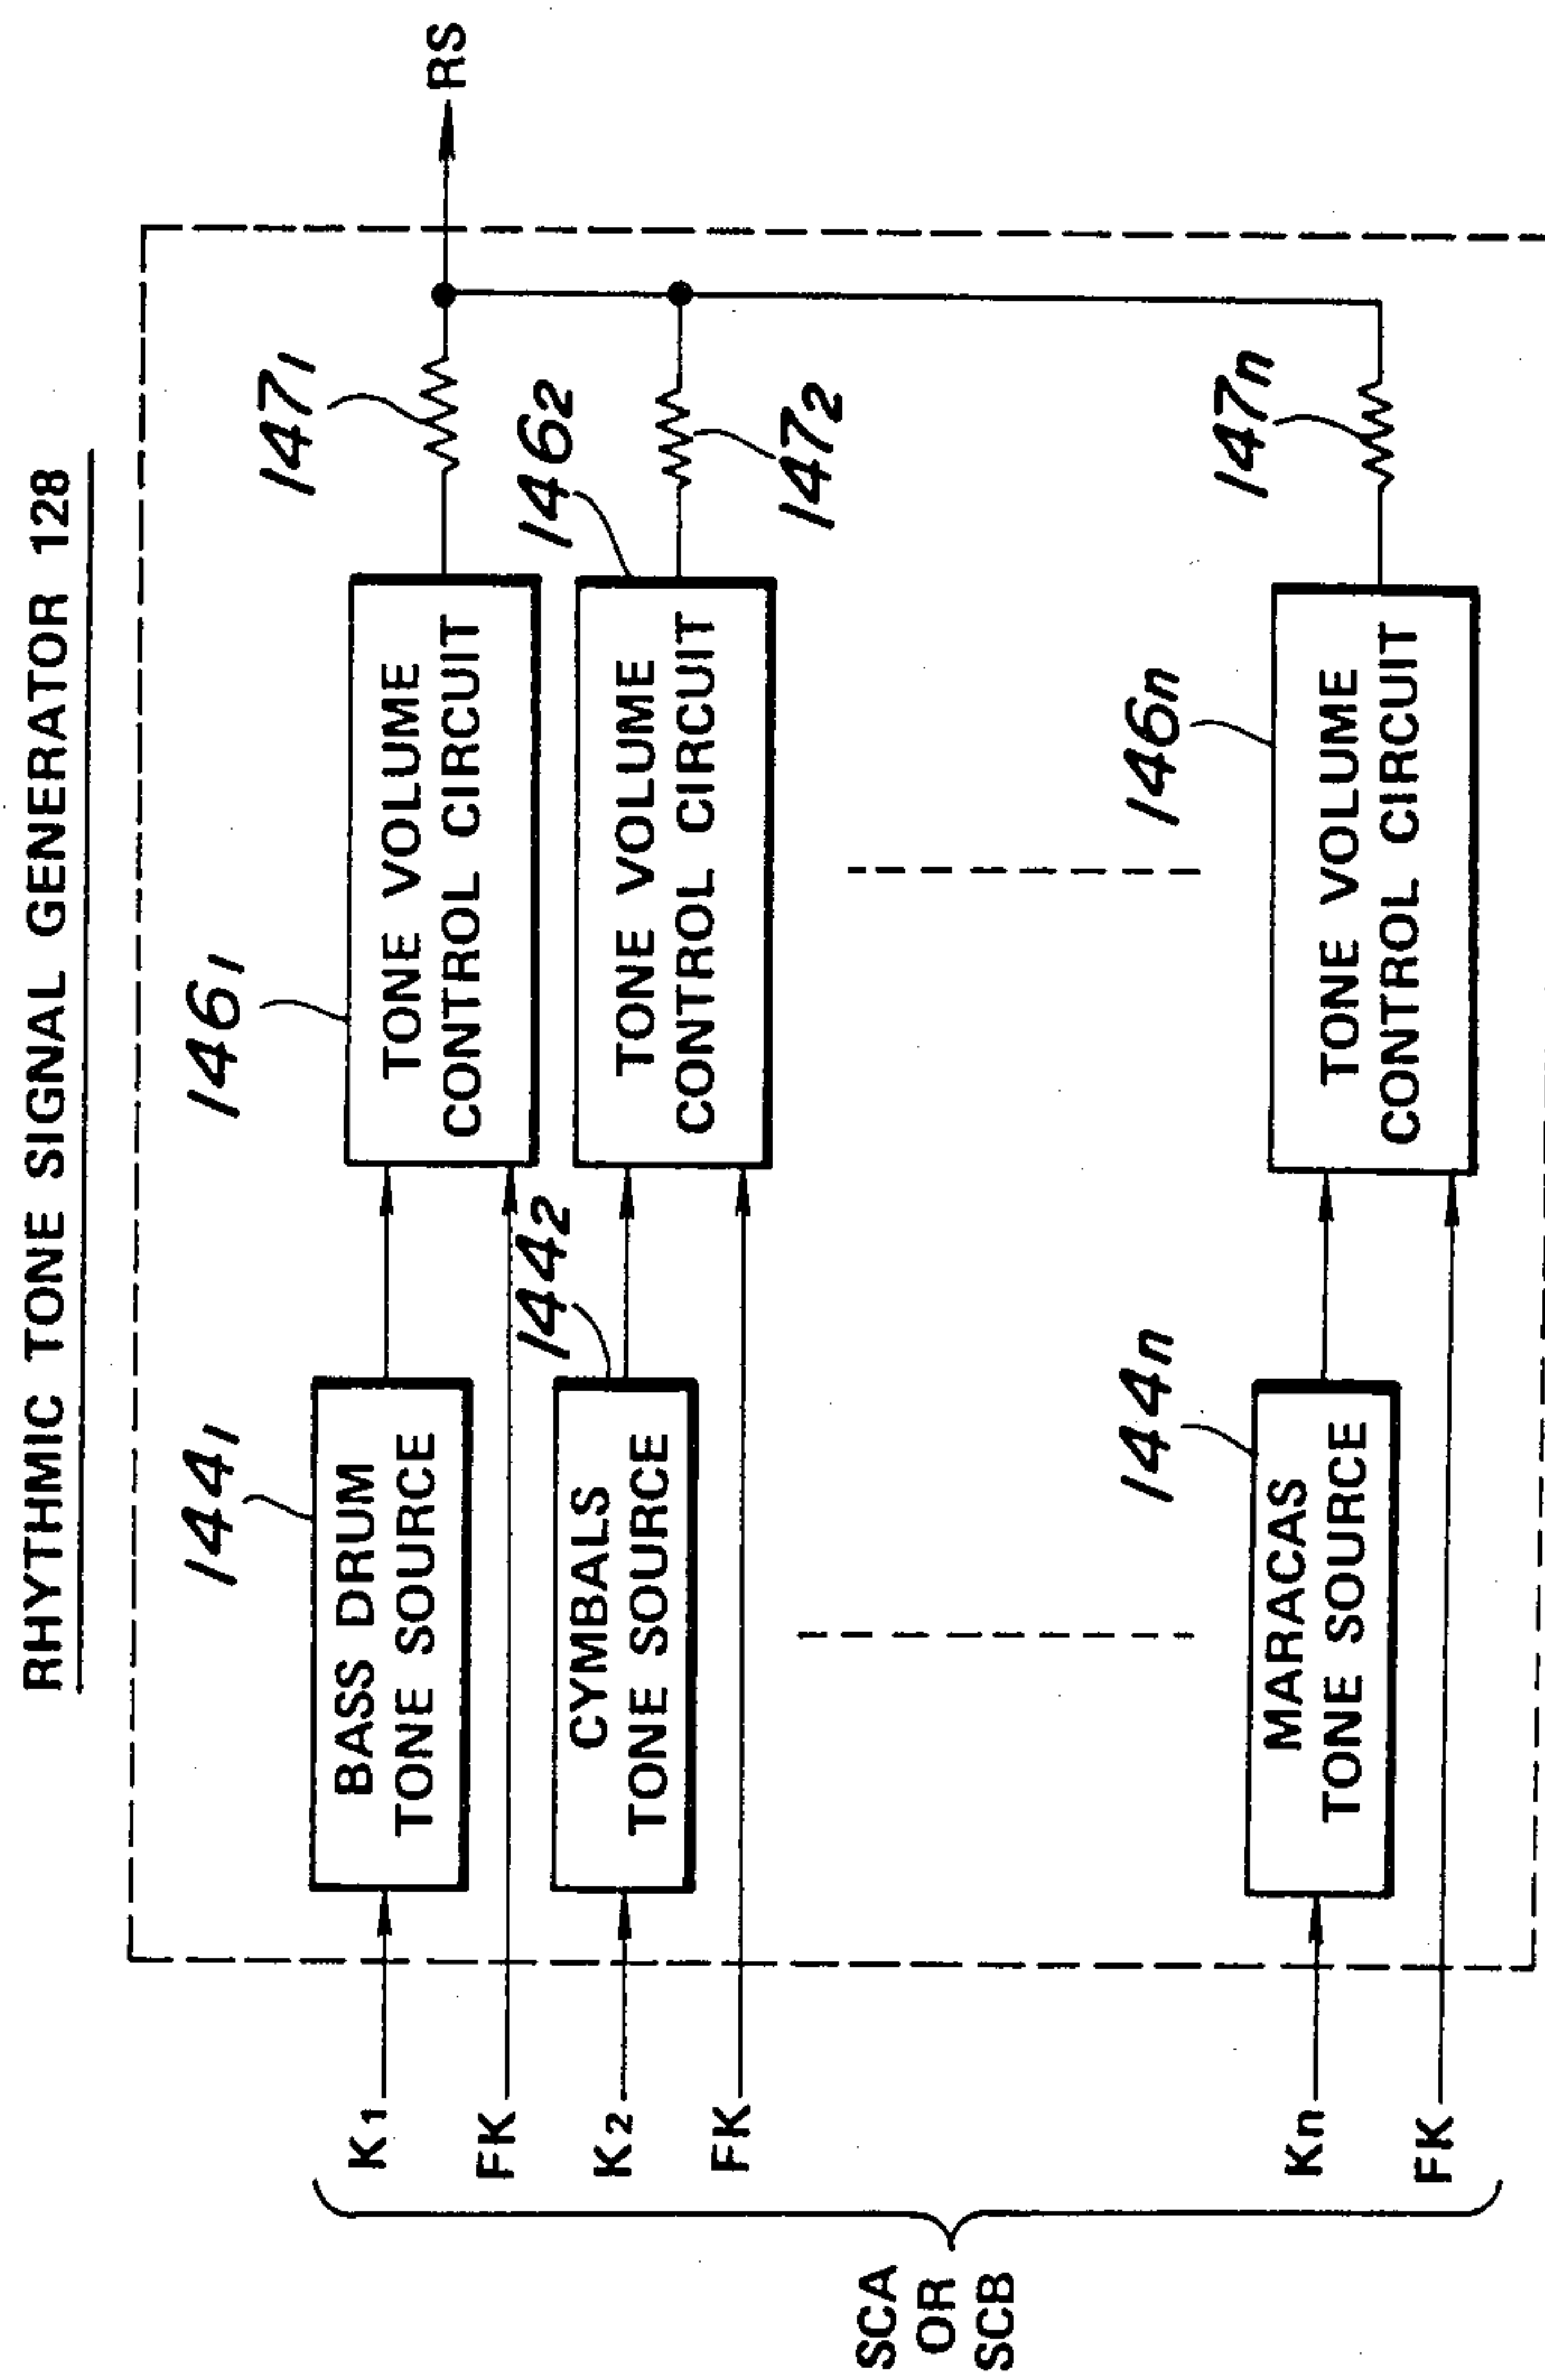 RHYTHMIC TONE SIGNAL GENERATOR 128
SCA
OR
SCB
K1
FK
K2
FK
Kn
FK
144₁
BASS DRUM
TONE SOURCE
144₂
CYMBALS
TONE SOURCE
144n
MARACAS
TONE SOURCE
146₁
TONE VOLUME
CONTROL CIRCUIT
146₂
TONE VOLUME
CONTROL CIRCUIT
146n
TONE VOLUME
CONTROL CIRCUIT
147₁
147₂
147n
RS